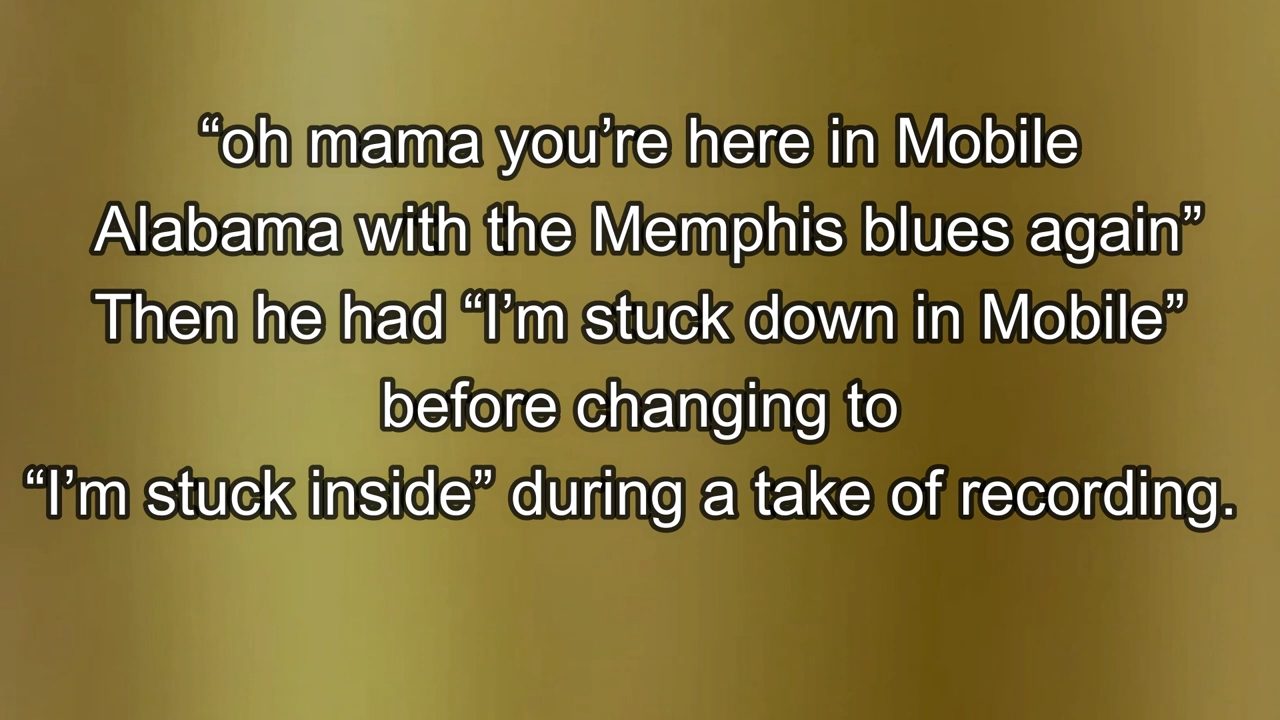 “oh mama you’re here in Mobile
Alabama with the Memphis blues again”
Then he had “I’m stuck down in Mobile”
before changing to
“I’m stuck inside” during a take of recording.